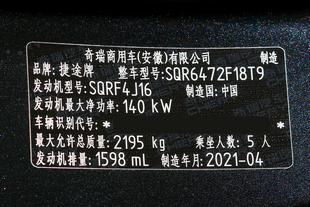 奇瑞商用车(安徽)有限公司 制造
品牌:捷途牌 整车型号:SQR6472F18T9
发动机型号:SQRF4J16 制造国:中国
发动机最大净功率:140 kW
车辆识别代号:*
最大允许总质量:2195 kg 乘坐人数:5 人
发动机排量:1598 mL 制造年月:2021-04